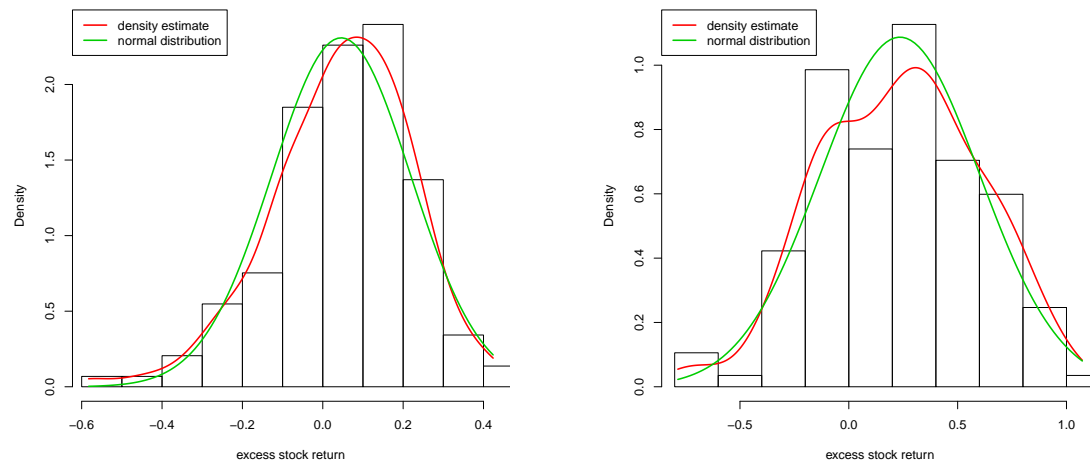 density estimate
normal distribution
2.0
1.5
1.0
0.5
0.0
Density
−0.6
−0.4
−0.2
0.0
0.2
0.4
excess stock return
density estimate
normal distribution
1.0
0.8
0.6
0.4
0.2
0.0
Density
−0.5
0.0
0.5
1.0
excess stock return